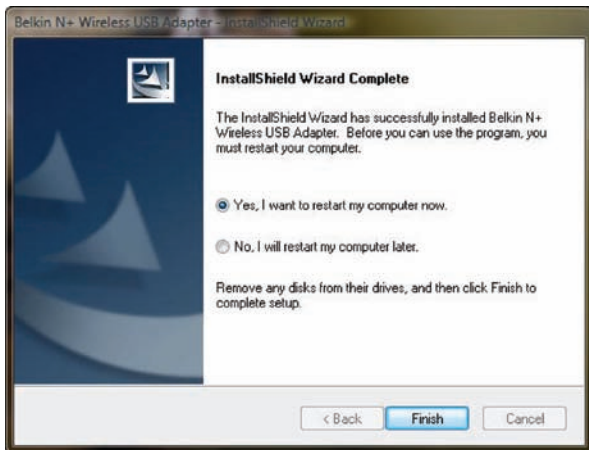 Belkin N+ Wireless USB Adapter - InstallShield Wizard
InstallShield Wizard Complete
The InstallShield Wizard has successfully installed Belkin N+
Wireless USB Adapter. Before you can use the program, you
must restart your computer.
Yes, I want to restart my computer now.
No, I will restart my computer later.
Remove any disks from their drives, and then click Finish to
complete setup.
< Back
Finish
Cancel